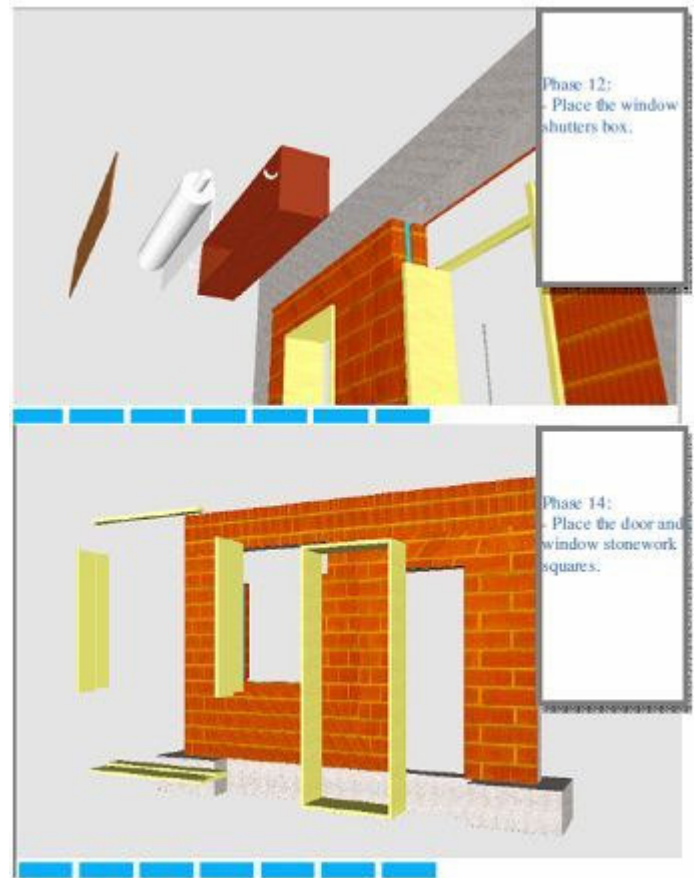 Phase 12:
- Place the window
shutters box.
Phase 14:
- Place the door and
window stonework
squares.